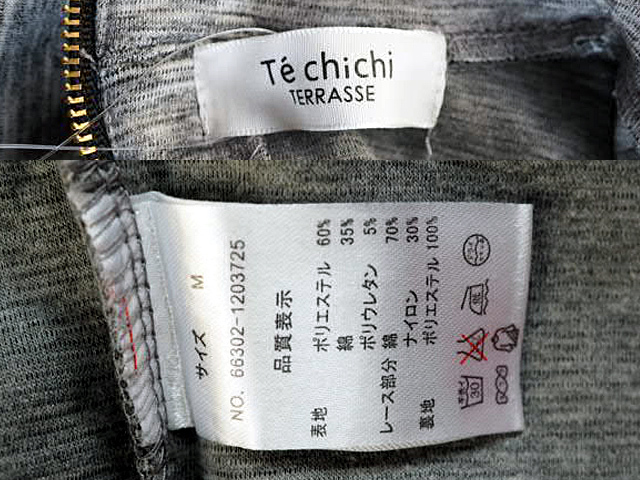 Té chichi
TERRASSE
サイズ M
NO. 66302-1203725
品質表示
表地 ポリエステル 60%
綿 35%
ポリウレタン 5%
レース部分 綿 70%
ナイロン 30%
裏地 ポリエステル 100%
30